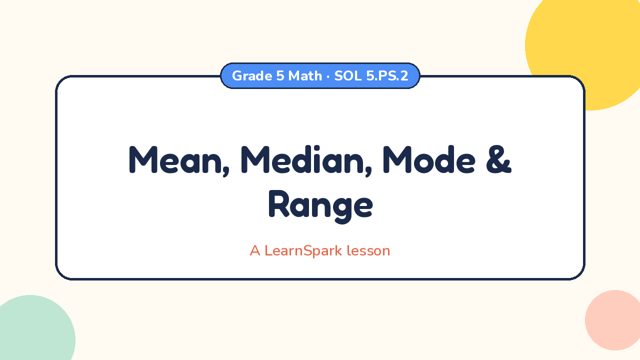 Grade 5 Math · SOL 5.PS.2
Mean, Median, Mode &
Range
A LearnSpark lesson